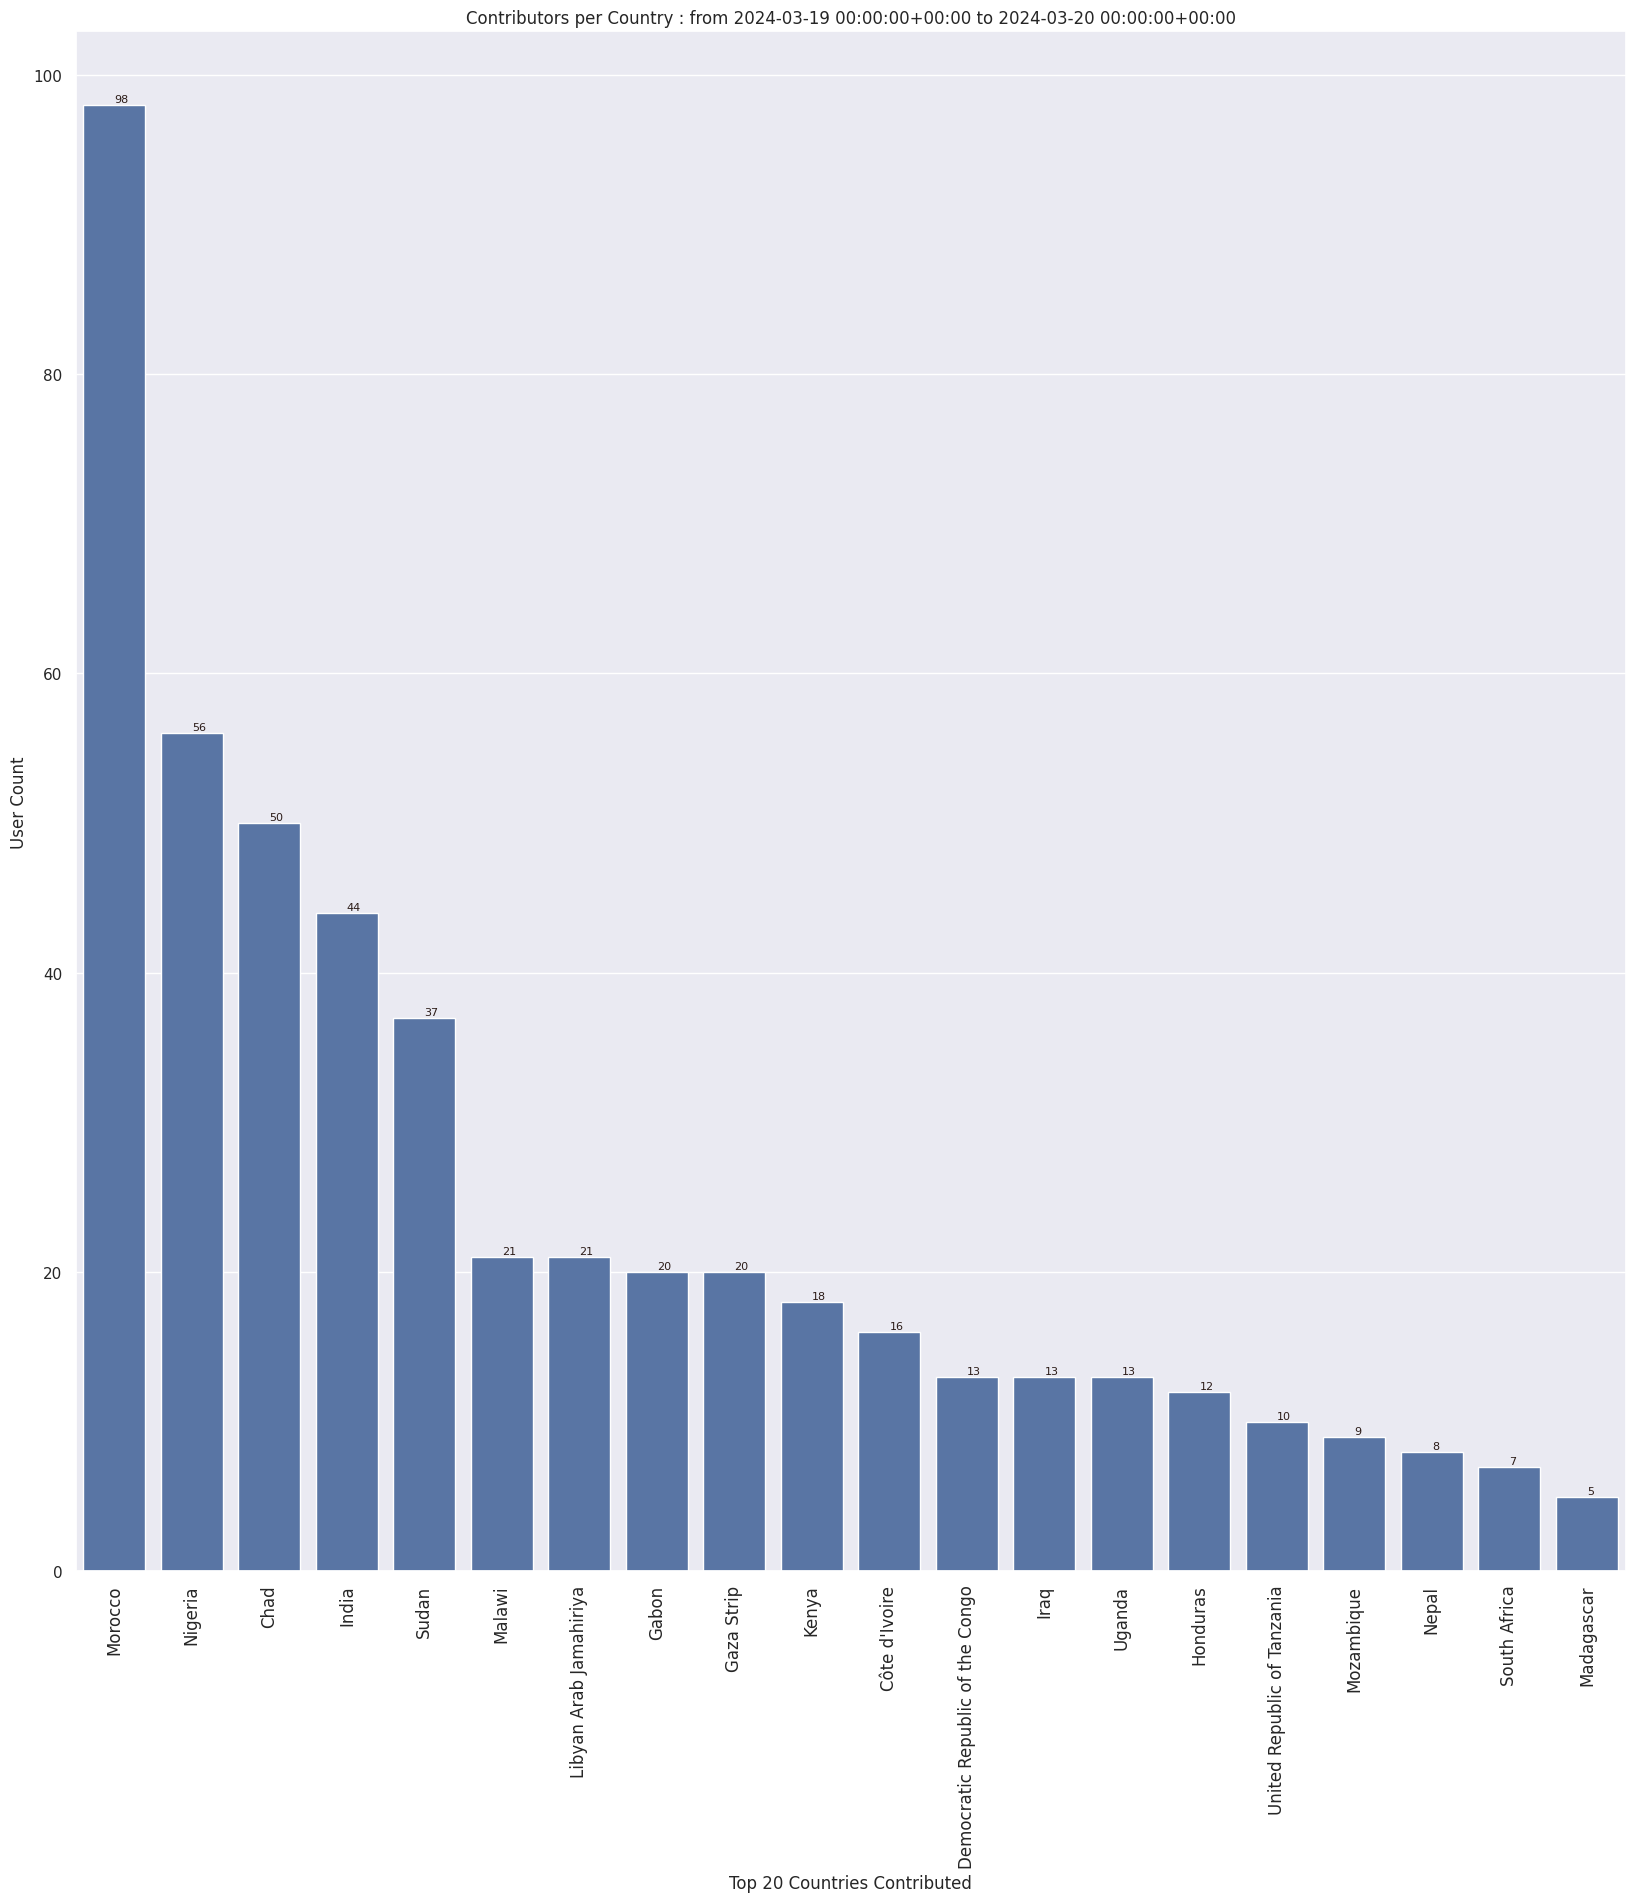 Contributors per Country : from 2024-03-19 00:00:00+00:00 to 2024-03-20 00:00:00+00:00
100
80
60
40
20
0
User Count
98
56
50
44
37
21
21
20
20
18
16
13
13
13
12
10
9
8
7
5
Morocco
Nigeria
Chad
India
Sudan
Malawi
Libyan Arab Jamahiriya
Gabon
Gaza Strip
Kenya
Côte d'Ivoire
Democratic Republic of the Congo
Iraq
Uganda
Honduras
United Republic of Tanzania
Mozambique
Nepal
South Africa
Madagascar
Top 20 Countries Contributed